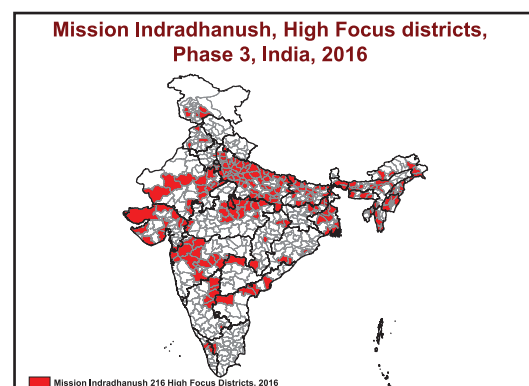 Mission Indradhanush, High Focus districts,
Phase 3, India, 2016
Mission Indradhanush 216 High Focus Districts, 2016